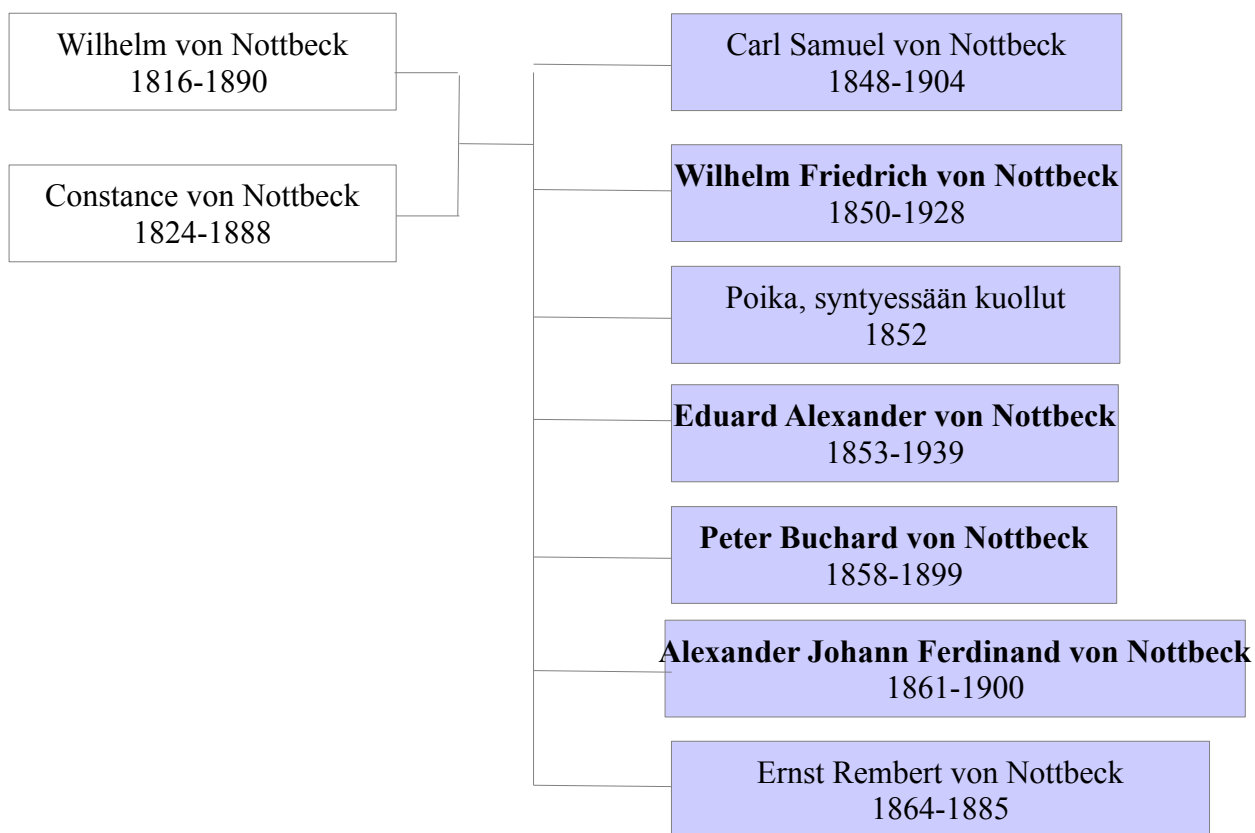 Wilhelm von Nottbeck
1816-1890
Constance von Nottbeck
1824-1888
Carl Samuel von Nottbeck
1848-1904
Wilhelm Friedrich von Nottbeck
1850-1928
Poika, syntyessään kuollut
1852
Eduard Alexander von Nottbeck
1853-1939
Peter Buchard von Nottbeck
1858-1899
Alexander Johann Ferdinand von Nottbeck
1861-1900
Ernst Rembert von Nottbeck
1864-1885